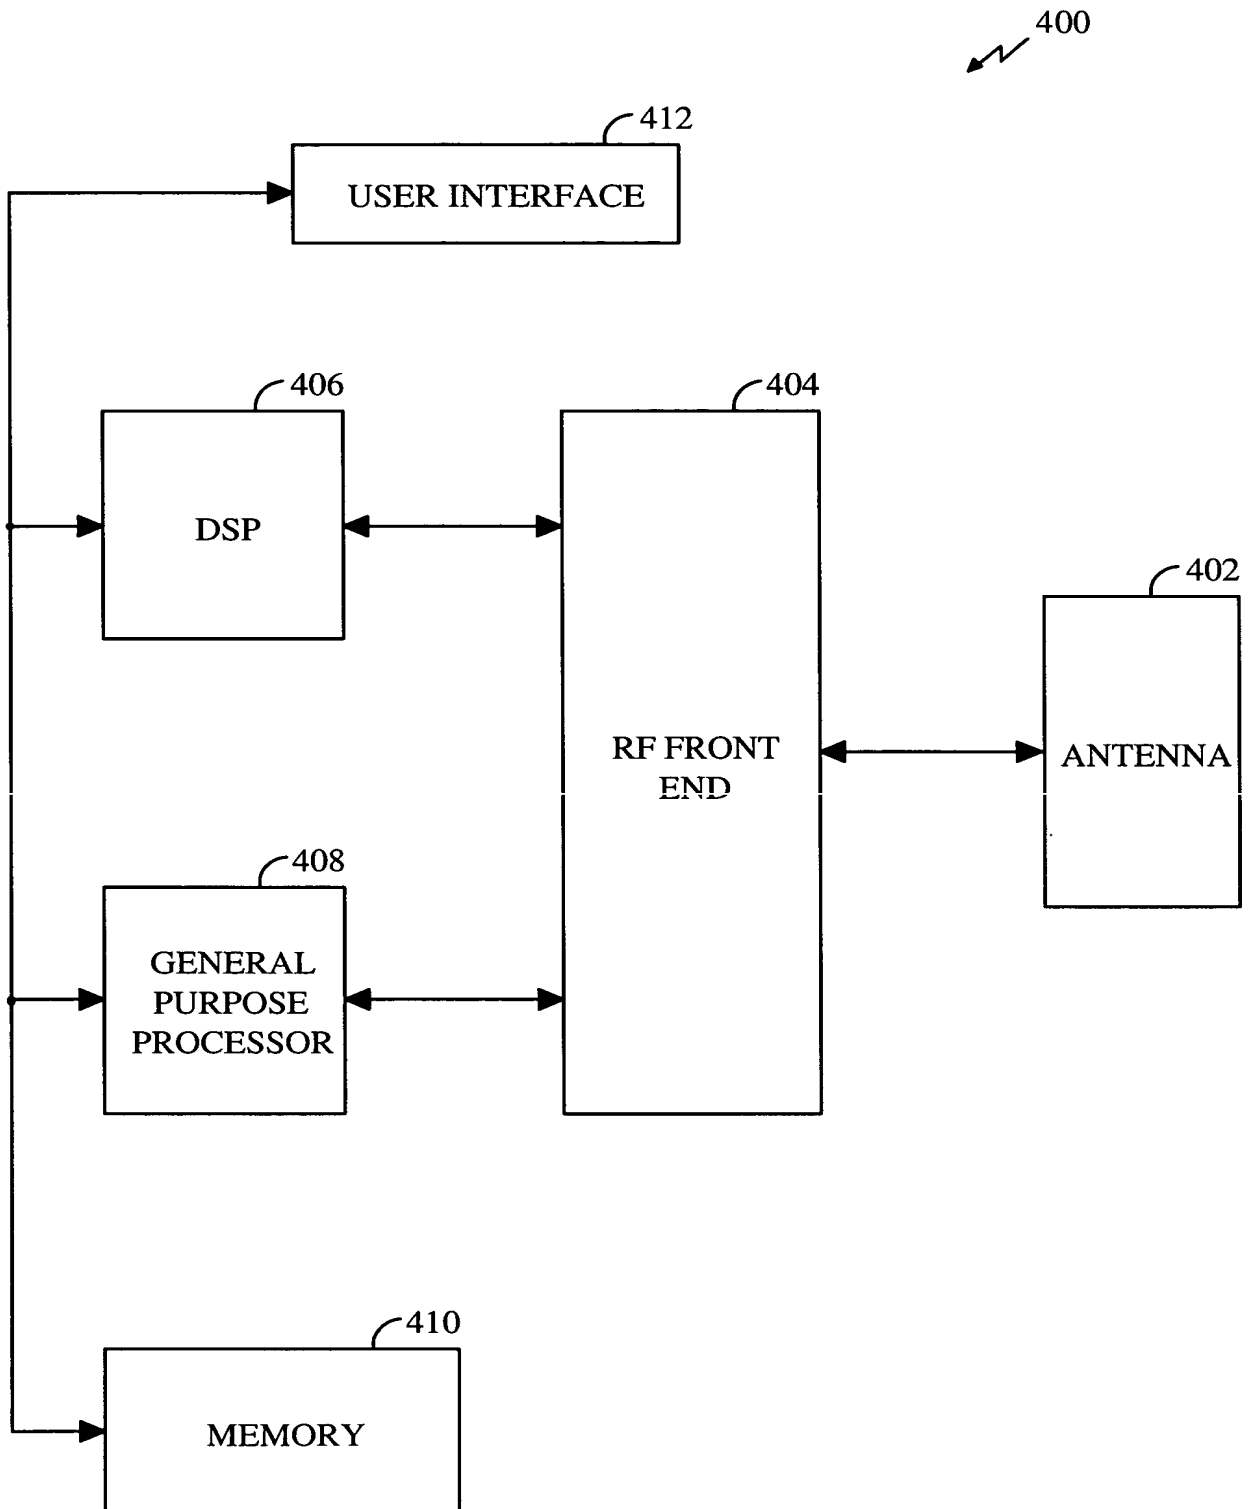 400
412
USER INTERFACE
406
404
DSP
402
RF FRONT
END
ANTENNA
408
GENERAL
PURPOSE
PROCESSOR
410
MEMORY